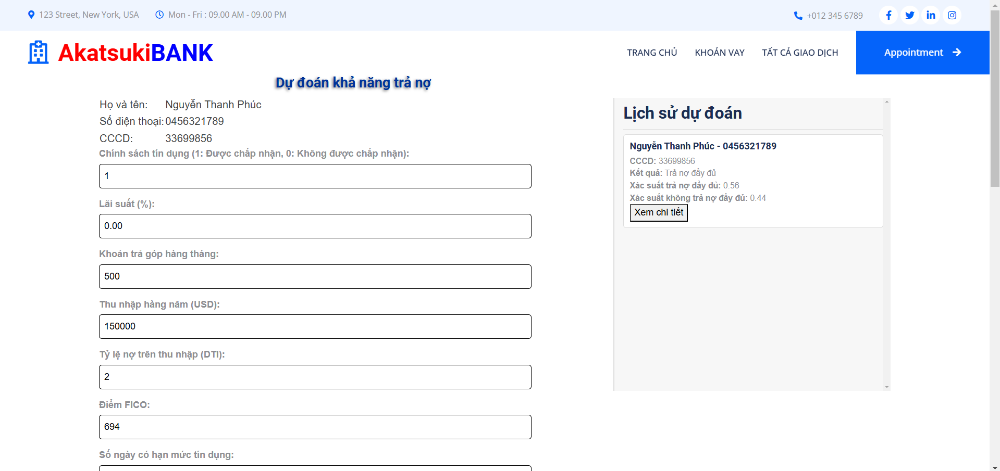 123 Street, New York, USA
Mon - Fri : 09.00 AM - 09.00 PM
+012 345 6789
AkatsukiBANK
TRANG CHỦ
KHOẢN VAY
TẤT CẢ GIAO DỊCH
Appointment
Dự đoán khả năng trả nợ
Họ và tên: Nguyễn Thanh Phúc
Số điện thoại: 0456321789
CCCD: 33699856
Chính sách tín dụng (1: Được chấp nhận, 0: Không được chấp nhận):
1
Lãi suất (%):
0.00
Khoản trả góp hàng tháng:
500
Thu nhập hàng năm (USD):
150000
Tỷ lệ nợ trên thu nhập (DTI):
2
Điểm FICO:
694
Số ngày có hạn mức tín dụng:
Lịch sử dự đoán
Nguyễn Thanh Phúc - 0456321789
CCCD: 33699856
Kết quả: Trả nợ đầy đủ
Xác suất trả nợ đầy đủ: 0.56
Xác suất không trả nợ đầy đủ: 0.44
Xem chi tiết